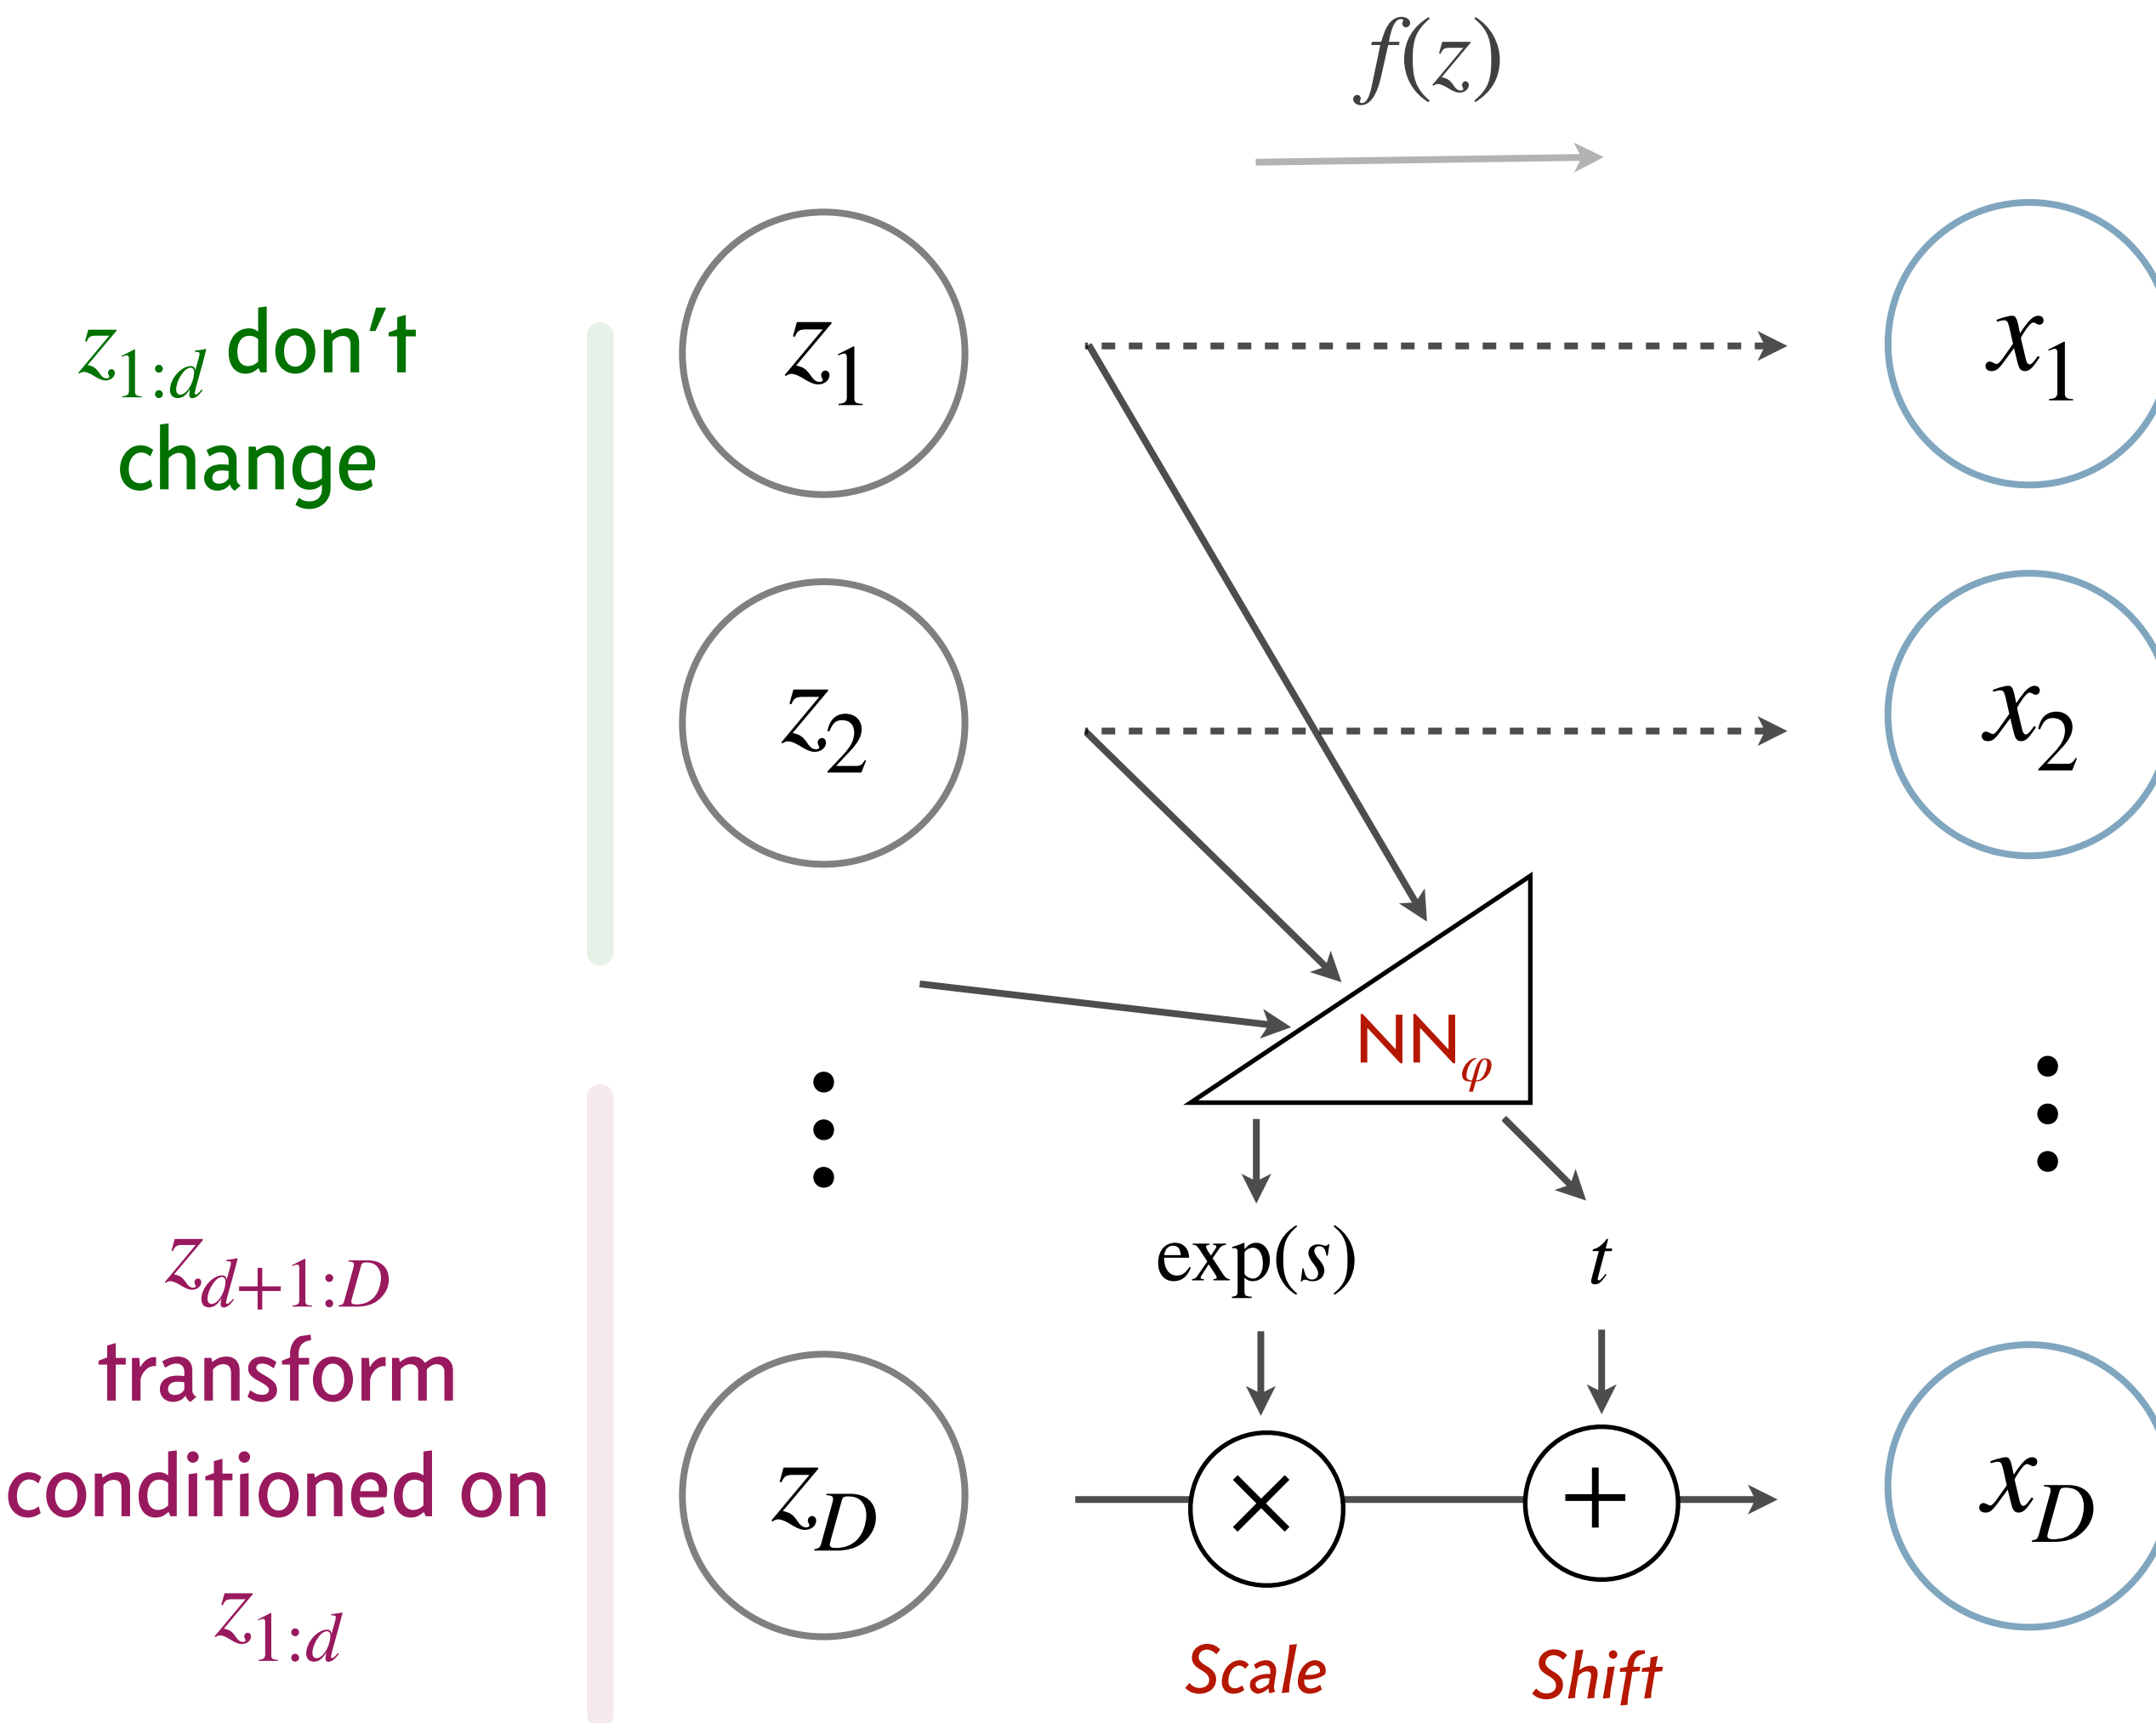 f(z)
z₁:d don't
change
z₁
x₁
z₂
x₂
NNφ
zd+1:D
transform
conditioned on
z₁:d
exp(s)
t
zD
×
+
xD
Scale
Shift